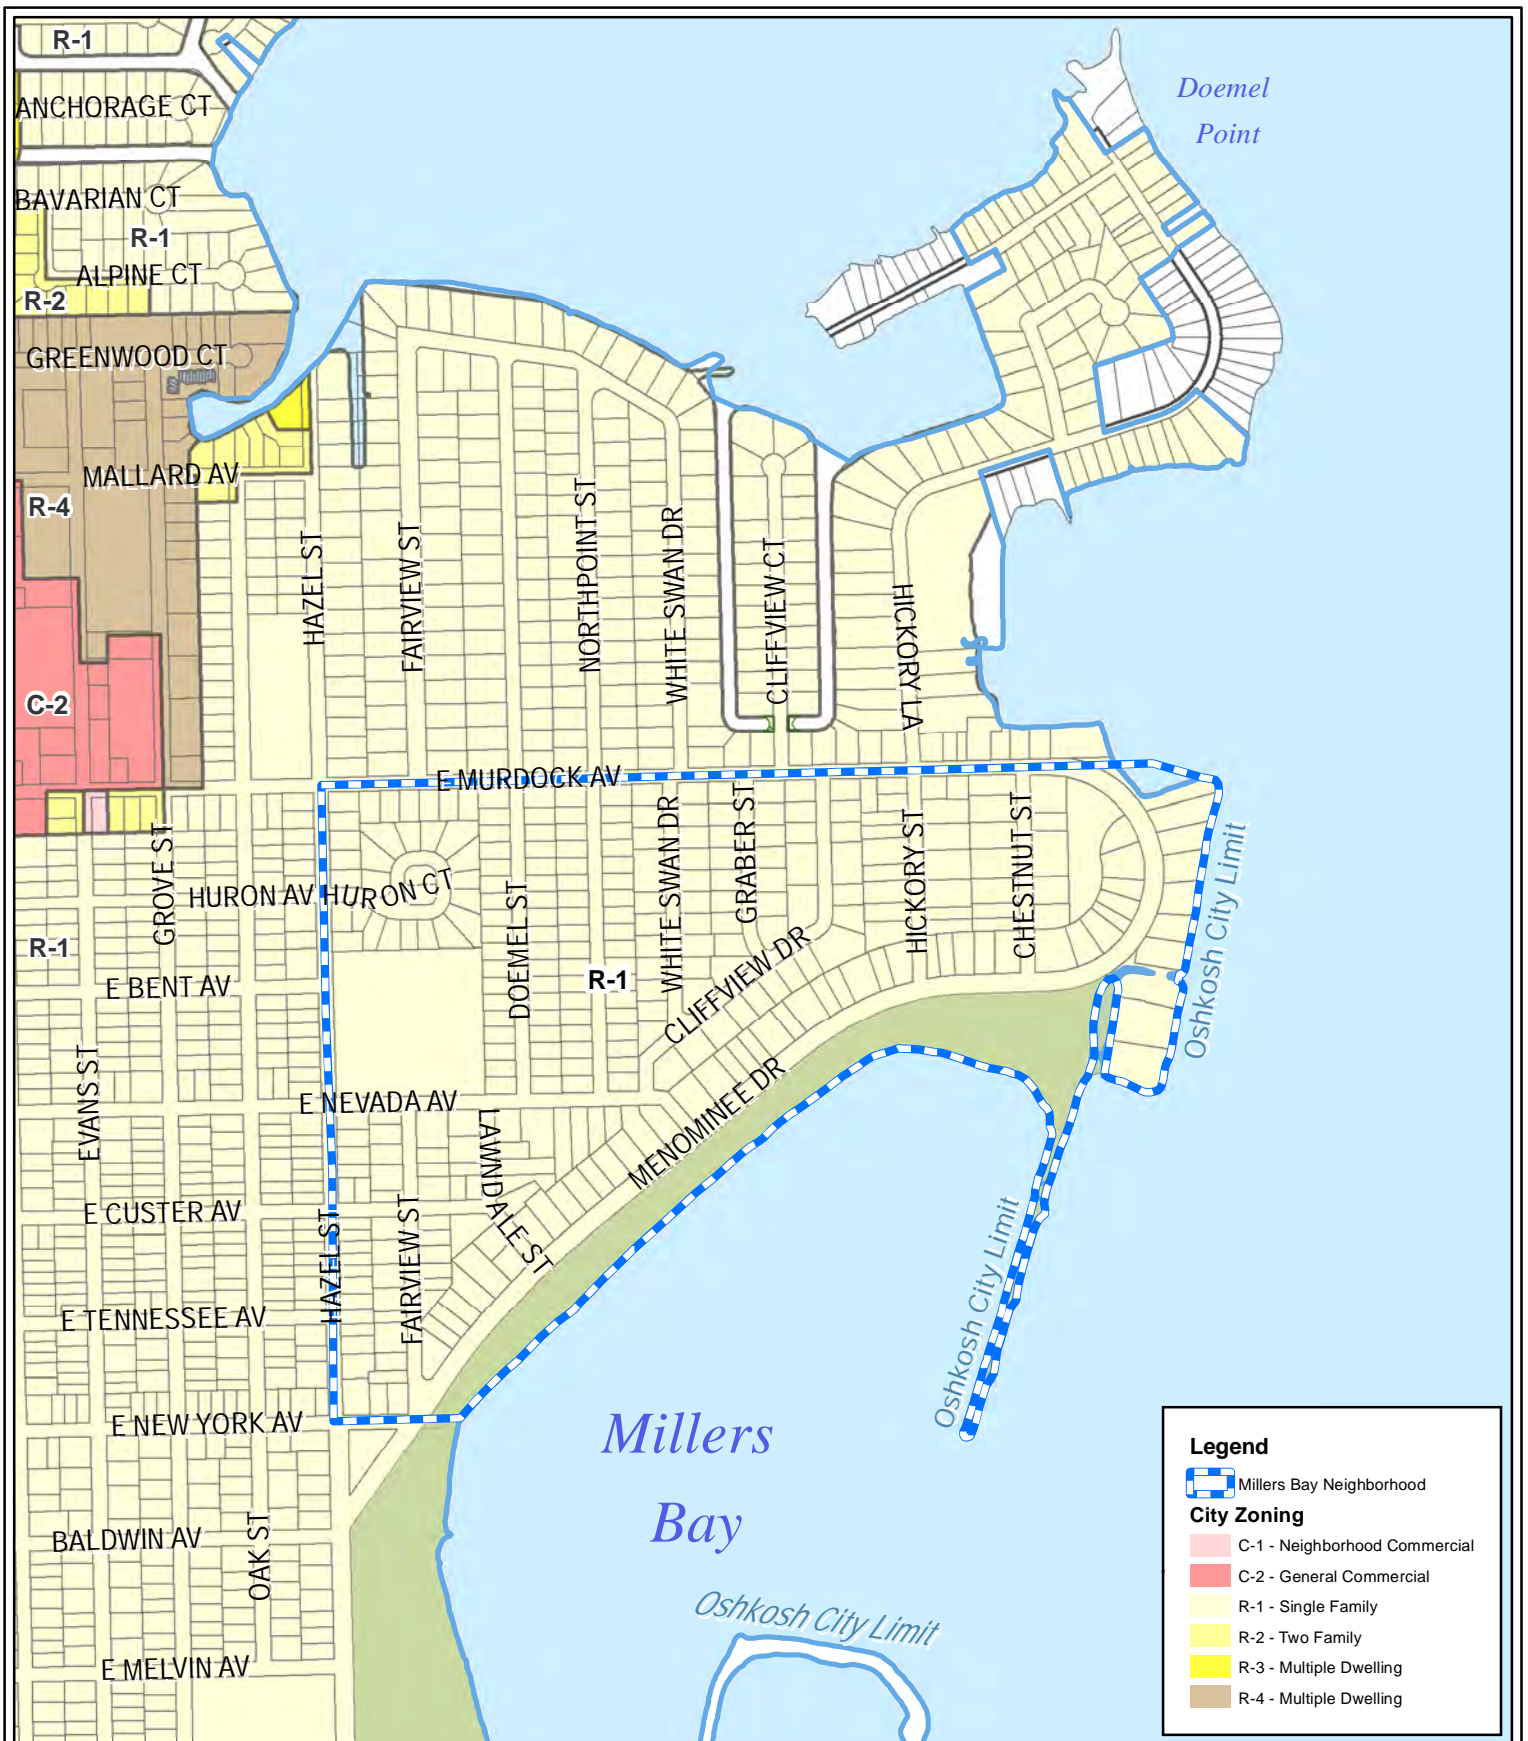 R-1
Doemel
Point
ANCHORAGE CT
BAVARIAN CT
R-1
ALPINE CT
R-2
GREENWOOD CT
MALLARD AV
R-4
HAZEL ST
FAIRVIEW ST
NORTHPOINT ST
WHITE SWAN DR
CLIFFVIEW CT
HICKORY LA
C-2
E MURDOCK AV
GROVE ST
HURON AV
HURON CT
DOEMEL ST
WHITE SWAN DR
GRABER ST
HICKORY ST
CHESTNUT ST
Oshkosh City Limit
R-1
R-1
E BENT AV
CLIFFVIEW DR
EVANS ST
E NEVADA AV
LAWNDALE ST
MENOMINEE DR
E CUSTER AV
HAZEL ST
FAIRVIEW ST
Oshkosh City Limit
E TENNESSEE AV
E NEW YORK AV
Millers
Bay
BALDWIN AV
OAK ST
E MELVIN AV
Oshkosh City Limit
Legend
Millers Bay Neighborhood
City Zoning
C-1 - Neighborhood Commercial
C-2 - General Commercial
R-1 - Single Family
R-2 - Two Family
R-3 - Multiple Dwelling
R-4 - Multiple Dwelling